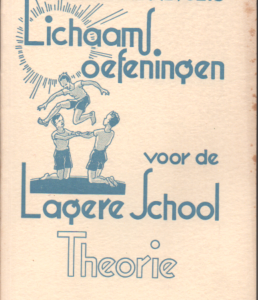 Lichaams
oefeningen
voor de
Lagere School
Theorie